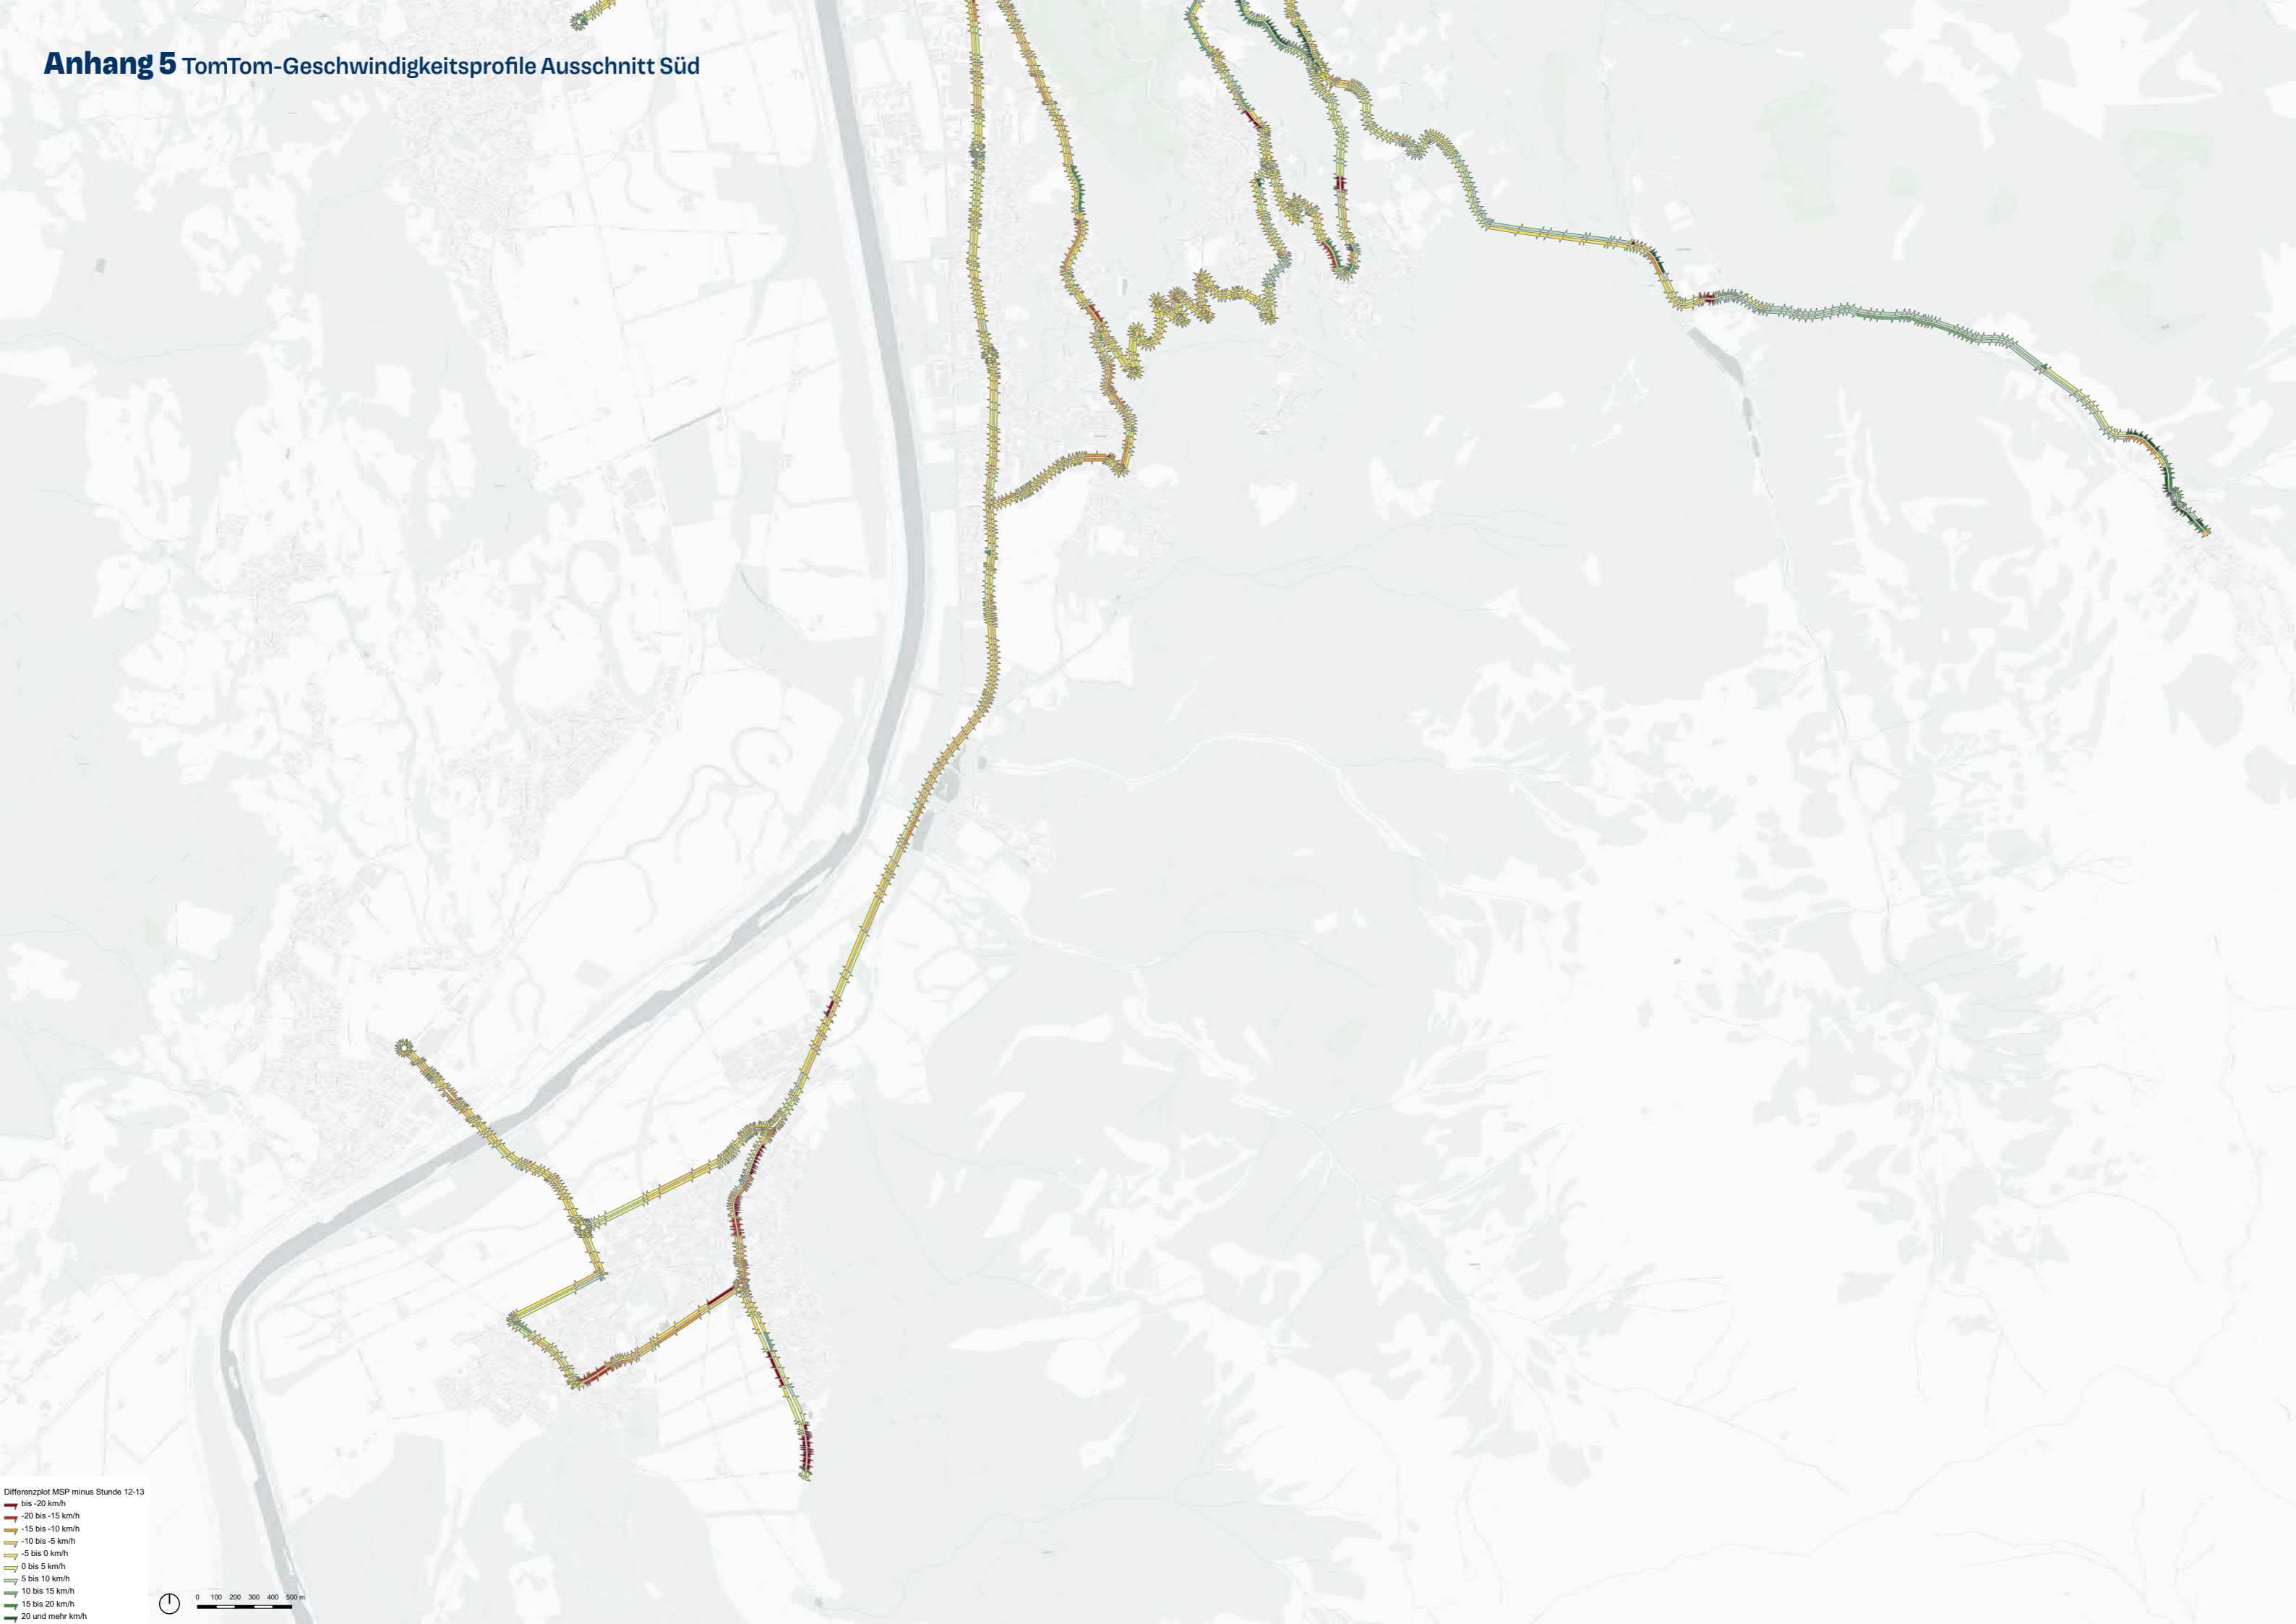 Anhang 5 TomTom-Geschwindigkeitsprofile Ausschnitt Süd
Differenzplot MSP minus Stunde 12-13
bis -20 km/h
-20 bis -15 km/h
-15 bis -10 km/h
-10 bis -5 km/h
-5 bis 0 km/h
0 bis 5 km/h
5 bis 10 km/h
10 bis 15 km/h
15 bis 20 km/h
20 und mehr km/h
0 100 200 300 400 500 m